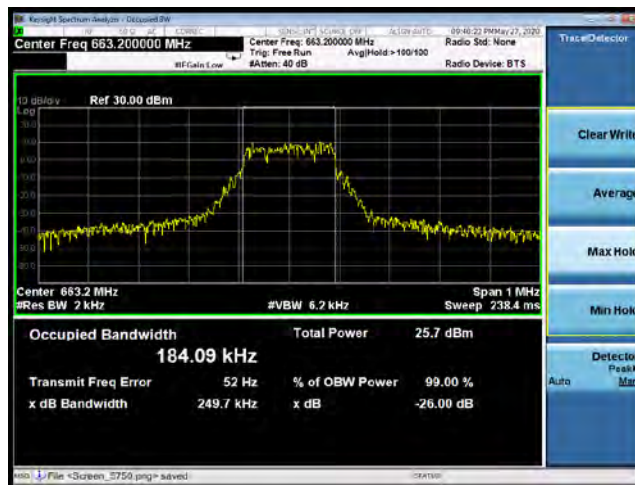 Keysight Spectrum Analyzer - Occupied BW
09:40:22 PM May 27, 2020
Center Freq 663.200000 MHz
Center Freq: 663.200000 MHz
Radio Std: None
Trace/Detector
Trig: Free Run
Avg|Hold:>100/100
#IFGain:Low
#Atten: 40 dB
Radio Device: BTS
10 dB/div
Ref 30.00 dBm
Log
Clear Write
Average
Max Hold
Min Hold
Center 663.2 MHz
Span 1 MHz
#Res BW 2 kHz
#VBW 6.2 kHz
Sweep 238.4 ms
Occupied Bandwidth
Total Power
25.7 dBm
184.09 kHz
Detector
Auto
Transmit Freq Error
52 Hz
% of OBW Power
99.00 %
x dB Bandwidth
249.7 kHz
x dB
-26.00 dB
MSG
File <Screen_5750.png> saved
STATUS